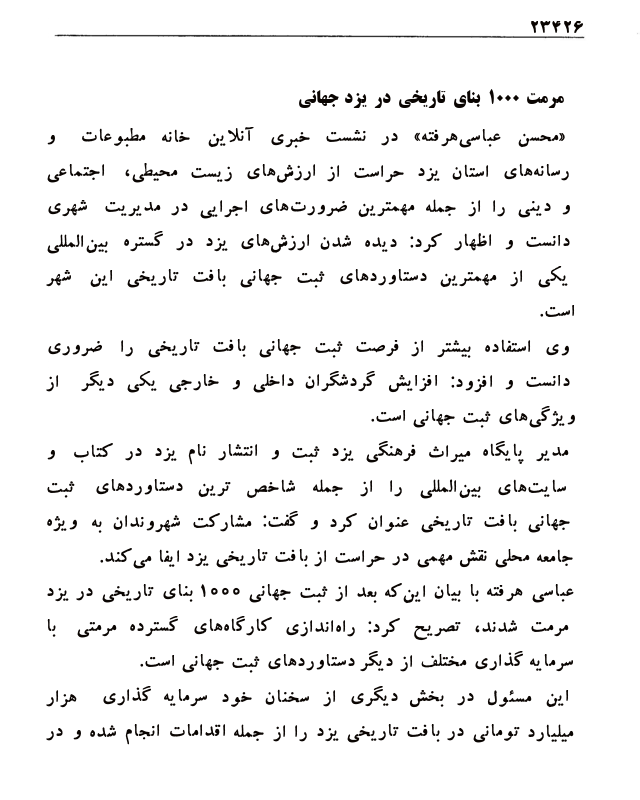 ۲۳۴۲۶
مرمت ۱۰۰۰ بنای تاریخی در یزد جهانی
«محسن عباسی‌هرفته» در نشست خبری آنلاین خانه مطبوعات و
رسانه‌های استان یزد حراست از ارزش‌های زیست محیطی، اجتماعی
و دینی را از جمله مهمترین ضرورت‌های اجرایی در مدیریت شهری
دانست و اظهار کرد: دیده شدن ارزش‌های یزد در گستره بین‌المللی
یکی از مهمترین دستاوردهای ثبت جهانی بافت تاریخی این شهر
است.
وی استفاده بیشتر از فرصت ثبت جهانی بافت تاریخی را ضروری
دانست و افزود: افزایش گردشگران داخلی و خارجی یکی دیگر از
ویژگی‌های ثبت جهانی است.
مدیر پایگاه میراث فرهنگی یزد ثبت و انتشار نام یزد در کتاب و
سایت‌های بین‌المللی را از جمله شاخص ترین دستاوردهای ثبت
جهانی بافت تاریخی عنوان کرد و گفت: مشارکت شهروندان به ویژه
جامعه محلی نقش مهمی در حراست از بافت تاریخی یزد ایفا می‌کند.
عباسی هرفته با بیان این‌که بعد از ثبت جهانی ۱۰۰۰ بنای تاریخی در یزد
مرمت شدند، تصریح کرد: راه‌اندازی کارگاه‌های گسترده مرمتی با
سرمایه گذاری مختلف از دیگر دستاوردهای ثبت جهانی است.
این مسئول در بخش دیگری از سخنان خود سرمایه گذاری هزار
میلیارد تومانی در بافت تاریخی یزد را از جمله اقدامات انجام شده و در